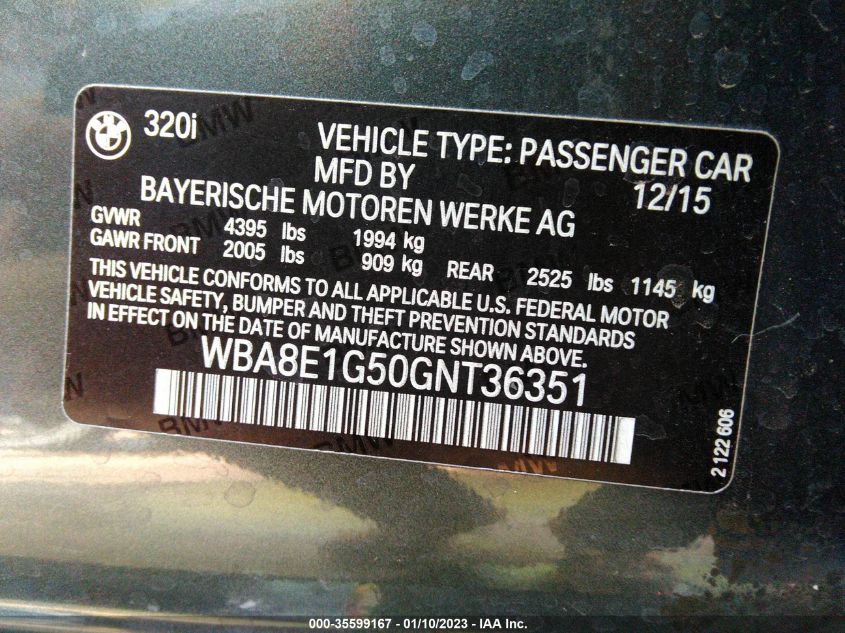 BMW
320i
VEHICLE TYPE: PASSENGER CAR
MFD BY 12/15
BAYERISCHE MOTOREN WERKE AG
GVWR 4395 lbs 1994 kg
GAWR FRONT 2005 lbs 909 kg REAR 2525 lbs 1145 kg
THIS VEHICLE CONFORMS TO ALL APPLICABLE U.S. FEDERAL MOTOR
VEHICLE SAFETY, BUMPER AND THEFT PREVENTION STANDARDS
IN EFFECT ON THE DATE OF MANUFACTURE SHOWN ABOVE.
WBA8E1G50GNT36351
2 122 606
000-35599167 - 01/10/2023 - IAA Inc.